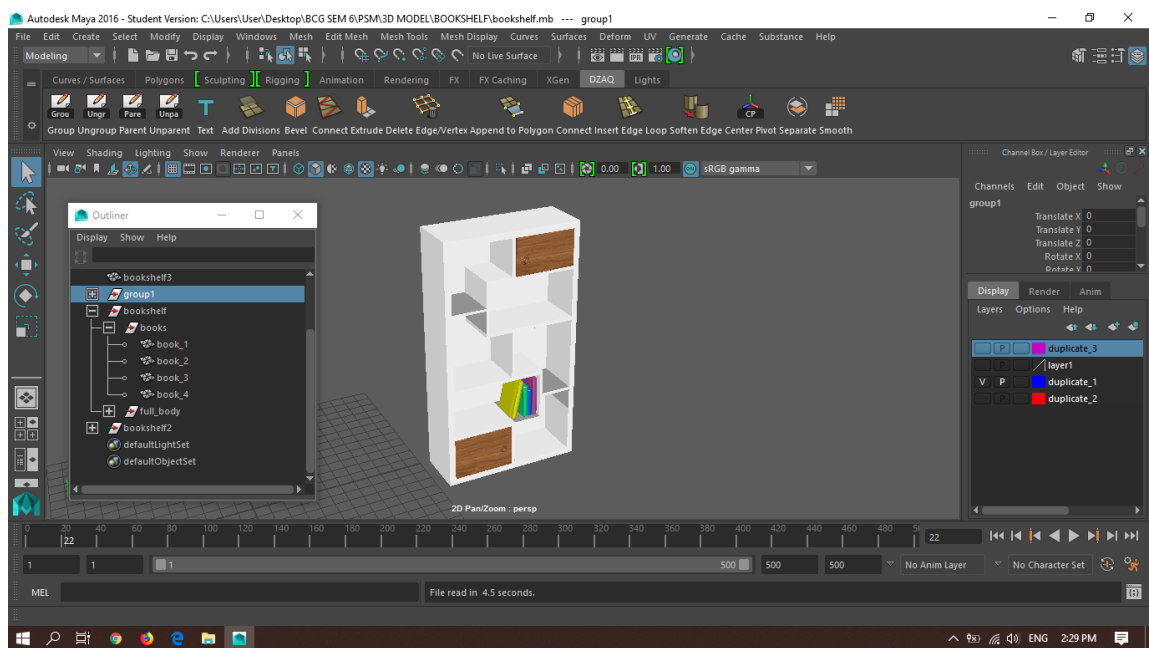 Autodesk Maya 2016 - Student Version: C:\Users\User\Desktop\BCG SEM 6\PSM\3D MODEL\BOOKSHELF\bookshelf.mb --- group1
File Edit Create Select Modify Display Windows Mesh Edit Mesh Mesh Tools Mesh Display Curves Surfaces Deform UV Generate Cache Substance Help
Modeling No Live Surface
Curves / Surfaces Polygons Sculpting Rigging Animation Rendering FX FX Caching XGen DZAQ Lights
Grou Ungr Pare Unpa CP
Group Ungroup Parent Unparent Text Add Divisions Bevel Connect Extrude Delete Edge/Vertex Append to Polygon Connect Insert Edge Loop Soften Edge Center Pivot Separate Smooth
View Shading Lighting Show Renderer Panels
0.00 1.00 sRGB gamma
Outliner
Display Show Help
bookshelf3
group1
bookshelf
books
book_1
book_2
book_3
book_4
full_body
bookshelf2
defaultLightSet
defaultObjectSet
2D Pan/Zoom : persp
Channel Box / Layer Editor
Channels Edit Object Show
group1
Translate X 0
Translate Y 0
Translate Z 0
Rotate X 0
Rotate Y 0
Display Render Anim
Layers Options Help
P duplicate_3
P layer1
V P duplicate_1
P duplicate_2
0 20 40 60 80 100 120 140 160 180 200 220 240 260 280 300 320 340 360 380 400 420 440 460 480
22 22
1 1 1 500 500 500 No Anim Layer No Character Set
MEL File read in 4.5 seconds.
ENG 2:29 PM